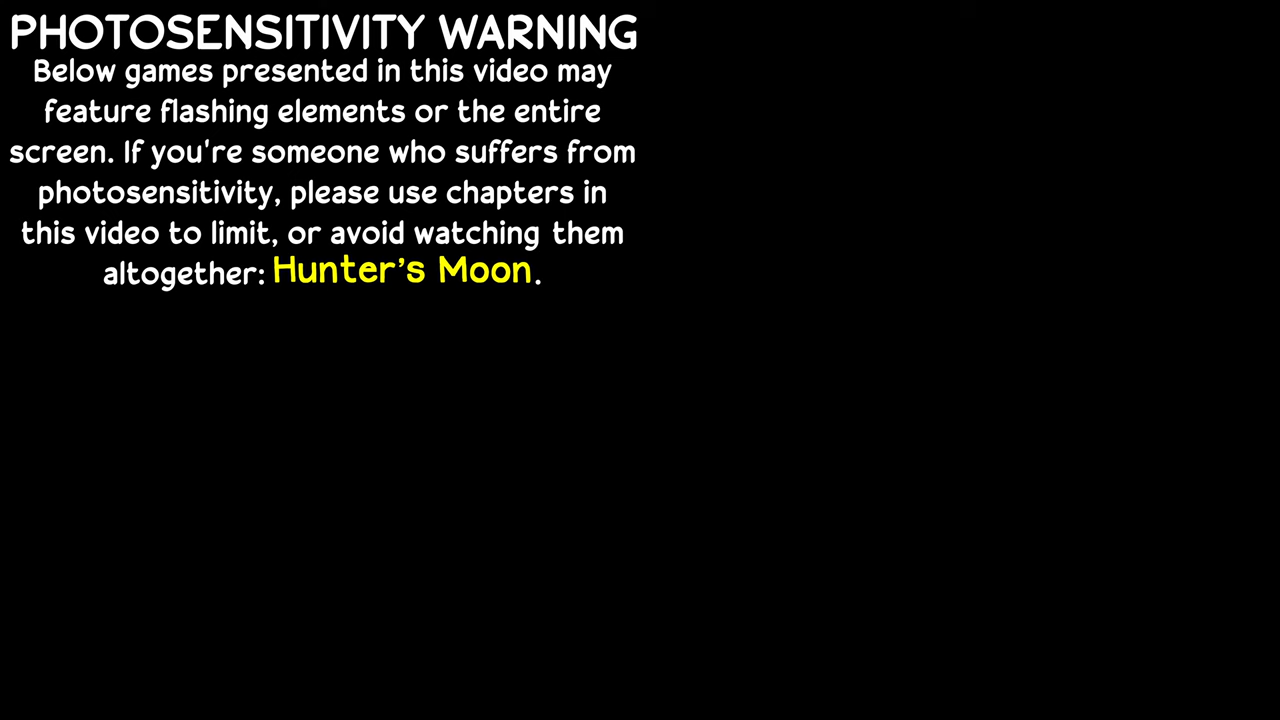 PHOTOSENSITIVITY WARNING
Below games presented in this video may
feature flashing elements or the entire
screen. If you're someone who suffers from
photosensitivity, please use chapters in
this video to limit, or avoid watching them
altogether: Hunter’s Moon.